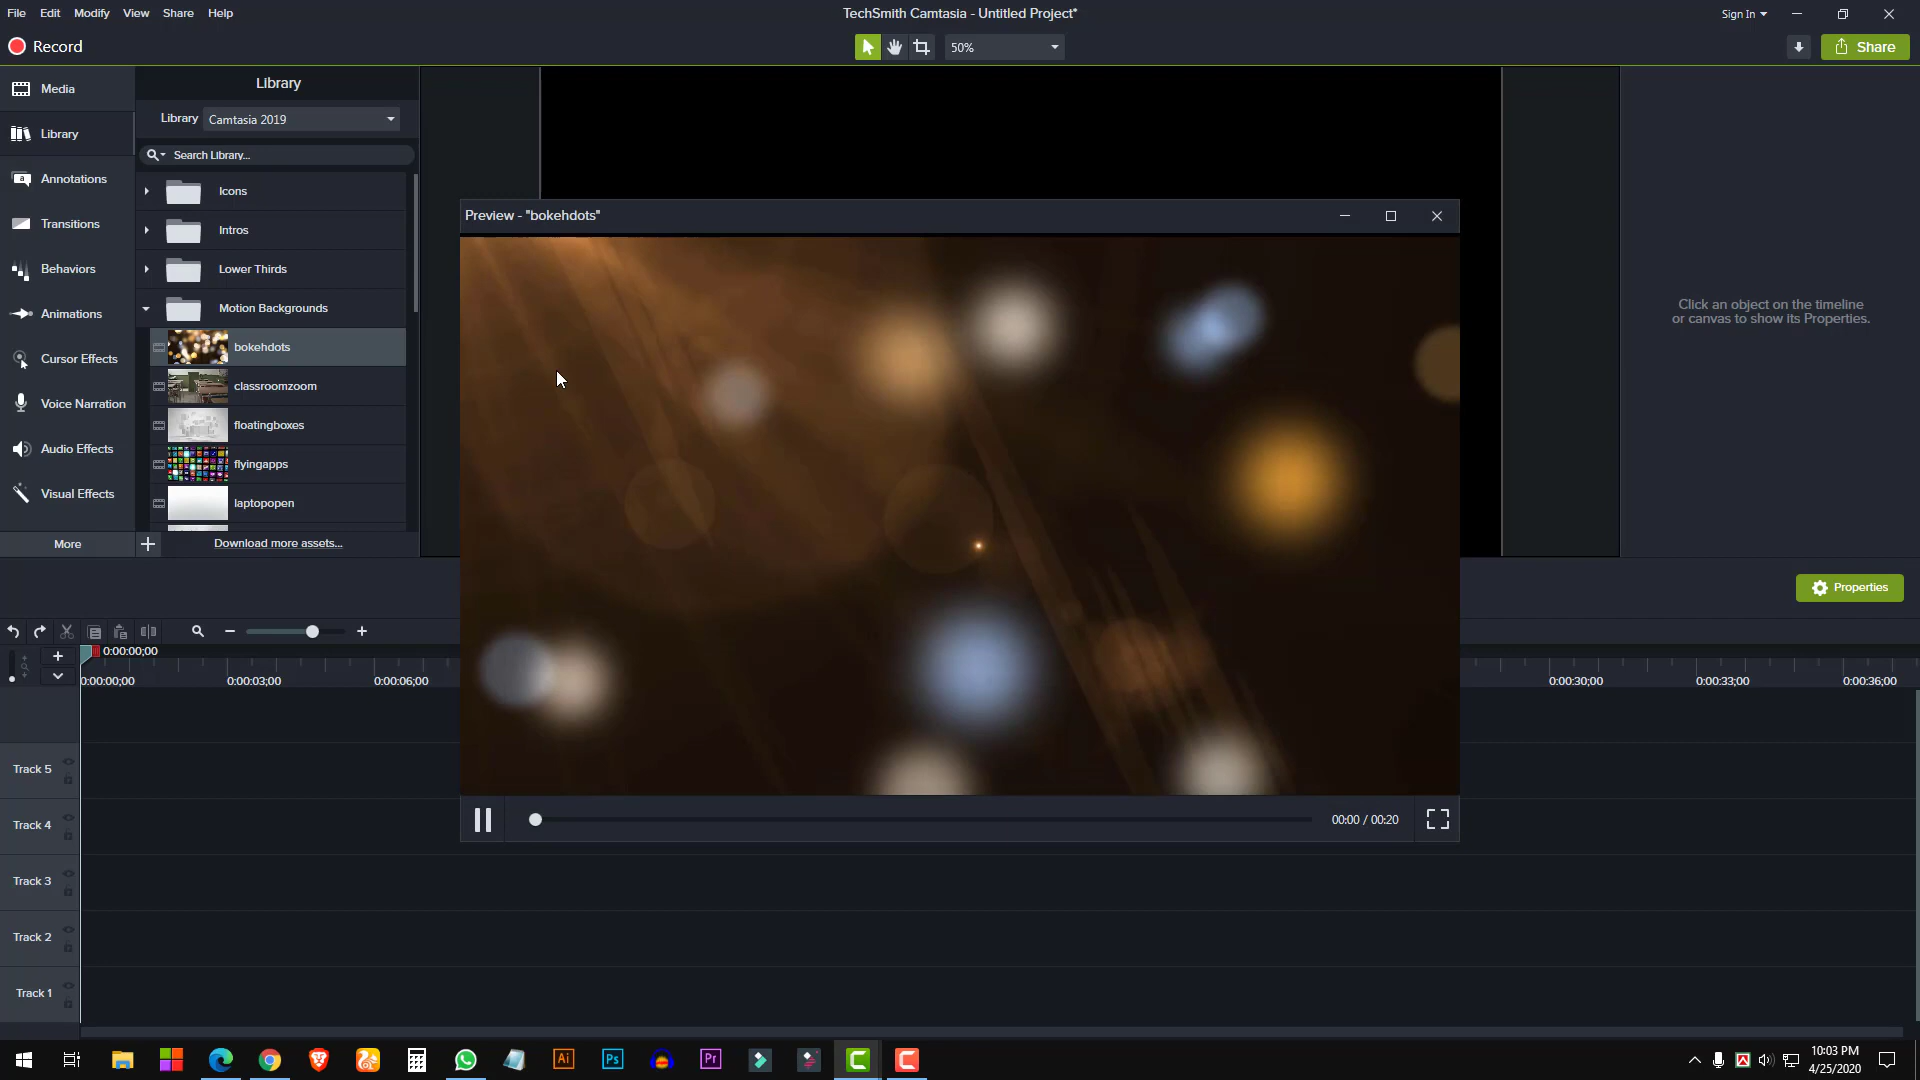 File Edit Modify View Share Help
TechSmith Camtasia - Untitled Project*
Sign In
Record
50%
Share
Media
Library
Annotations
Transitions
Behaviors
Animations
Cursor Effects
Voice Narration
Audio Effects
Visual Effects
More
Library
Library Camtasia 2019
Search Library...
Icons
Intros
Lower Thirds
Motion Backgrounds
bokehdots
classroomzoom
floatingboxes
flyingapps
laptopopen
Download more assets...
Preview - "bokehdots"
00:00 / 00:20
Click an object on the timeline
or canvas to show its Properties.
Properties
0:00:00;00
0:00:00;00 0:00:03;00 0:00:06;00 0:00:30;00 0:00:33;00 0:00:36;00
Track 5
Track 4
Track 3
Track 2
Track 1
Ai
Ps
Pr
10:03 PM
4/25/2020